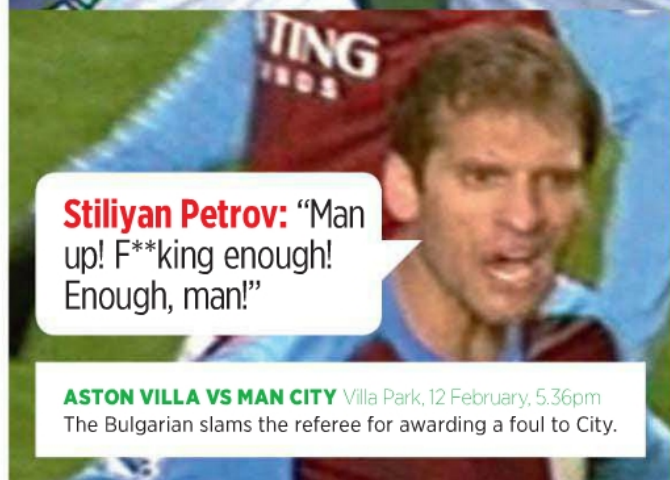 TING
Stiliyan Petrov: “Man
up! F**king enough!
Enough, man!”
ASTON VILLA VS MAN CITY Villa Park, 12 February, 5.36pm
The Bulgarian slams the referee for awarding a foul to City.